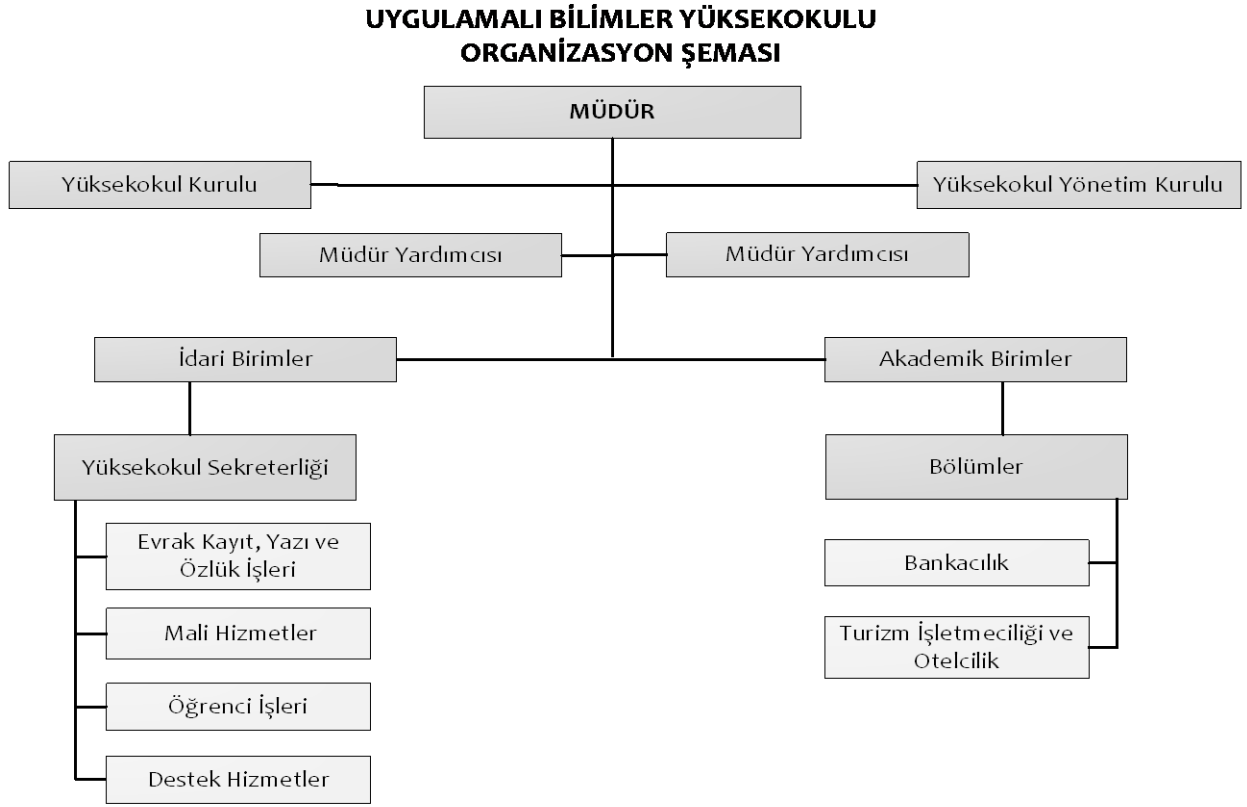 UYGULAMALI BİLİMLER YÜKSEKOKULU
ORGANİZASYON ŞEMASI
MÜDÜR
Yüksekokul Kurulu
Yüksekokul Yönetim Kurulu
Müdür Yardımcısı
Müdür Yardımcısı
İdari Birimler
Akademik Birimler
Yüksekokul Sekreterliği
Bölümler
Evrak Kayıt, Yazı ve
Özlük İşleri
Mali Hizmetler
Öğrenci İşleri
Destek Hizmetler
Bankacılık
Turizm İşletmeciliği ve
Otelcilik